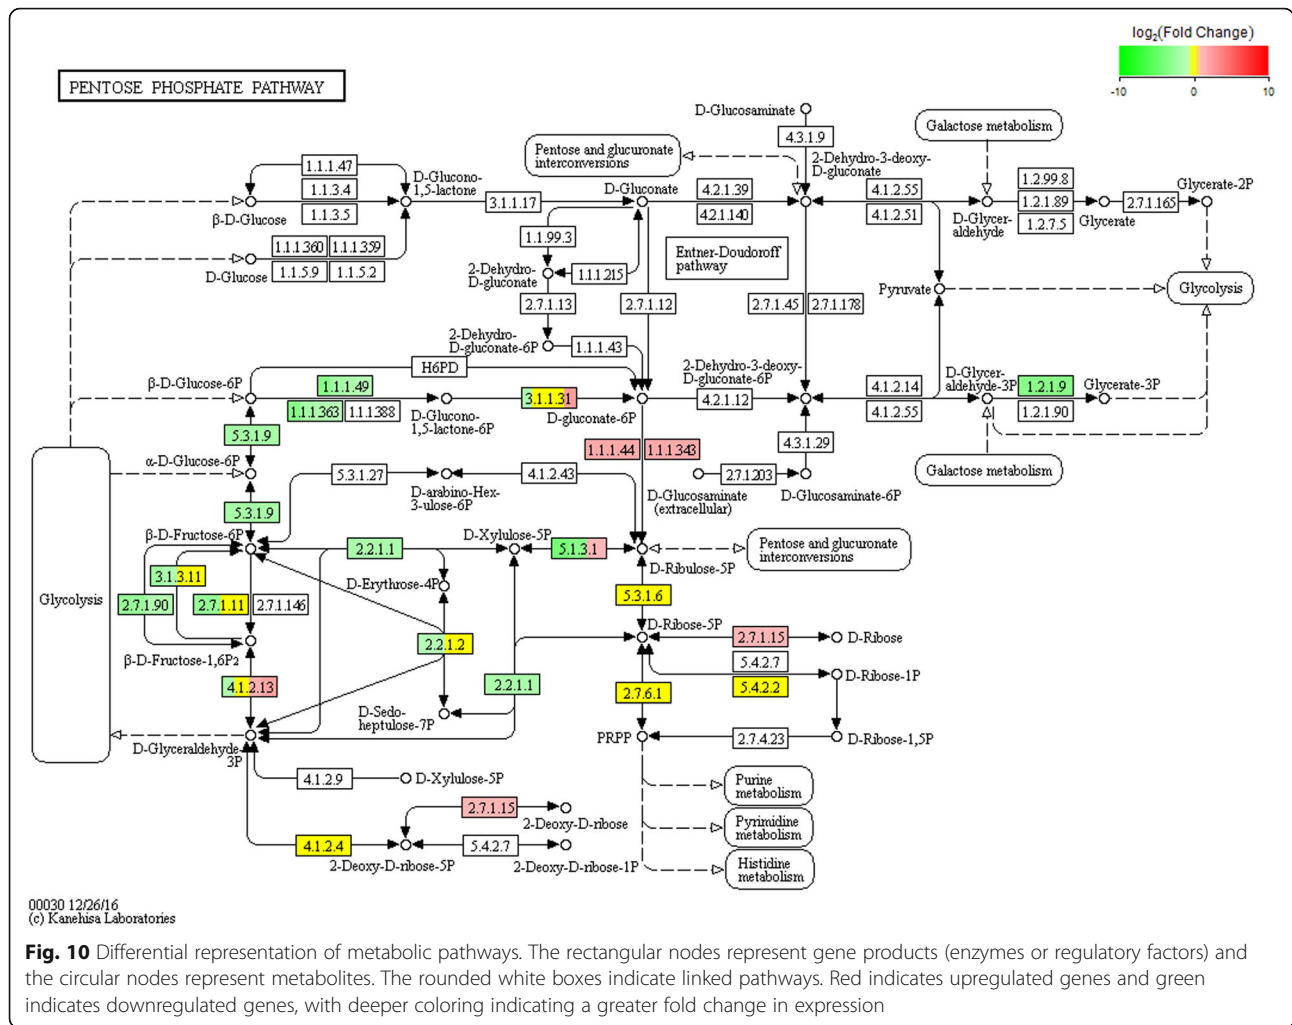 log2(Fold Change)
-10 0 10
PENTOSE PHOSPHATE PATHWAY
D-Glucosaminate
4.3.1.9
Galactose metabolism
Pentose and glucuronate
interconversions
2-Dehydro-3-deoxy-
D-gluconate
1.1.1.47
D-Glucono-
1,5-lactone
1.1.3.4
1.1.3.5
β-D-Glucose
3.1.1.17
D-Gluconate
4.2.1.39
4.2.1.140
4.1.2.55
4.1.2.51
D-Glycer-
aldehyde
1.2.99.8
1.2.1.89
1.2.7.5
Glycerate
2.7.1.165
Glycerate-2P
1.1.1.360 1.1.1.359
1.1.5.9 1.1.5.2
D-Glucose
1.1.99.3
Entner-Doudoroff
pathway
2-Dehydro-
D-gluconate
1.1.1.215
2.7.1.13
2.7.1.12
2.7.1.45 2.7.1.178
Pyruvate
Glycolysis
2-Dehydro-
D-gluconate-6P
1.1.1.43
H6PD
β-D-Glucose-6P
1.1.1.49
1.1.1.363 1.1.1.388
D-Glucono-
1,5-lactone-6P
3.1.1.31
D-gluconate-6P
2-Dehydro-3-deoxy-
D-gluconate-6P
4.2.1.12
4.1.2.14
4.1.2.55
D-Glycer-
aldehyde-3P
1.2.1.9
1.2.1.90
Glycerate-3P
5.3.1.9
1.1.1.44 1.1.1.343
4.3.1.29
Galactose metabolism
α-D-Glucose-6P
5.3.1.27
D-arabino-Hex-
3-ulose-6P
4.1.2.43
D-Glucosaminate
(extracellular)
2.7.1.203
D-Glucosaminate-6P
5.3.1.9
β-D-Fructose-6P
2.2.1.1
D-Xylulose-5P
5.1.3.1
D-Ribulose-5P
Pentose and glucuronate
interconversions
Glycolysis
3.1.3.11
2.7.1.90
2.7.1.11 2.7.1.146
D-Erythrose-4P
5.3.1.6
2.2.1.2
D-Ribose-5P
2.7.1.15
D-Ribose
β-D-Fructose-1,6P2
5.4.2.7
5.4.2.2
D-Ribose-1P
4.1.2.13
2.2.1.1
2.7.6.1
D-Sedo-
heptulose-7P
D-Glyceraldehyde-
3P
PRPP
2.7.4.23
D-Ribose-1,5P
4.1.2.9
D-Xylulose-5P
Purine
metabolism
2.7.1.15
2-Deoxy-D-ribose
Pyrimidine
metabolism
4.1.2.4
2-Deoxy-D-ribose-5P
5.4.2.7
2-Deoxy-D-ribose-1P
Histidine
metabolism
00030 12/26/16
(c) Kanehisa Laboratories
Fig. 10 Differential representation of metabolic pathways. The rectangular nodes represent gene products (enzymes or regulatory factors) and
the circular nodes represent metabolites. The rounded white boxes indicate linked pathways. Red indicates upregulated genes and green
indicates downregulated genes, with deeper coloring indicating a greater fold change in expression